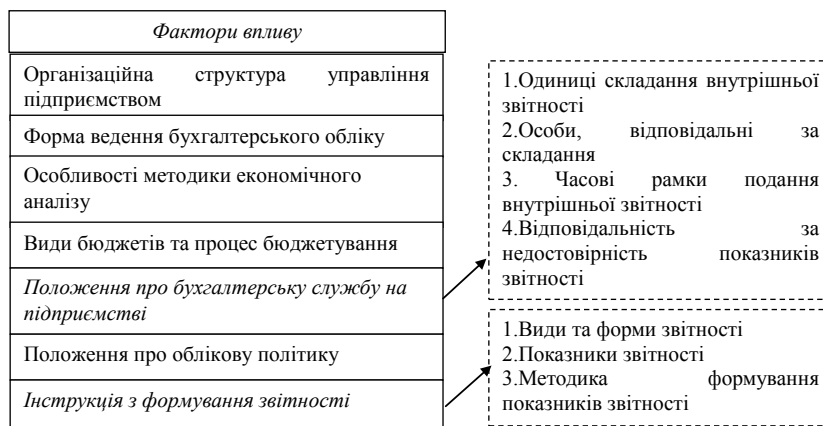 Фактори впливу
Організаційна структура управління
підприємством
Форма ведення бухгалтерського обліку
Особливості методики економічного
аналізу
Види бюджетів та процес бюджетування
Положення про бухгалтерську службу на
підприємстві
Положення про облікову політику
Інструкція з формування звітності
1.Одиниці складання внутрішньої
звітності
2.Особи, відповідальні за
складання
3. Часові рамки подання
внутрішньої звітності
4.Відповідальність за
недостовірність показників
звітності
1.Види та форми звітності
2.Показники звітності
3.Методика формування
показників звітності